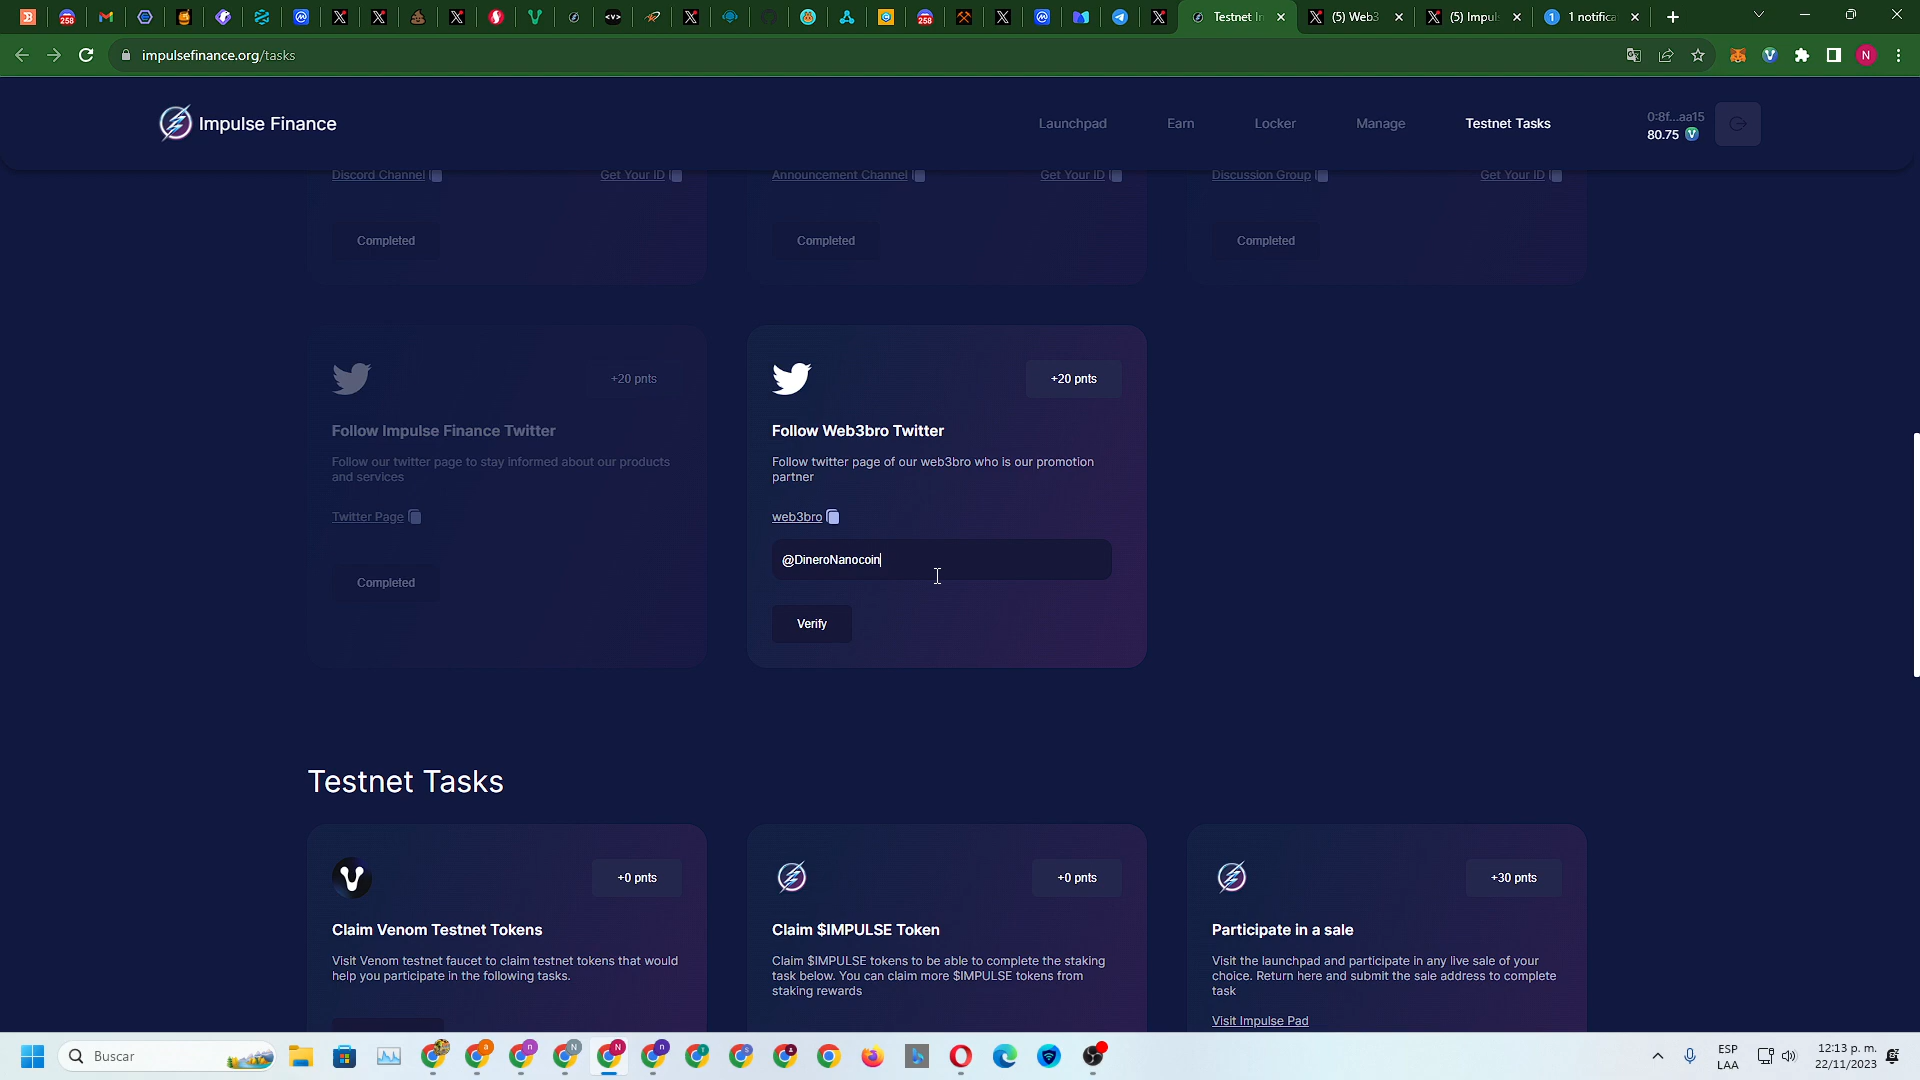 258
258
Testnet In
(5) Web3
(5) Impuls
1 notifica
impulsefinance.org/tasks
N
Impulse Finance
Launchpad
Earn
Locker
Manage
Testnet Tasks
0:8f...aa15
80.75
Discord Channel
Get Your ID
Announcement Channel
Get Your ID
Discussion Group
Get Your ID
Completed
Completed
Completed
+20 pnts
Follow Impulse Finance Twitter
Follow our twitter page to stay informed about our products
and services
Twitter Page
Completed
+20 pnts
Follow Web3bro Twitter
Follow twitter page of our web3bro who is our promotion
partner
web3bro
@DineroNanocoin
Verify
Testnet Tasks
+0 pnts
Claim Venom Testnet Tokens
Visit Venom testnet faucet to claim testnet tokens that would
help you participate in the following tasks.
+0 pnts
Claim $IMPULSE Token
Claim $IMPULSE tokens to be able to complete the staking
task below. You can claim more $IMPULSE tokens from
staking rewards
+30 pnts
Participate in a sale
Visit the launchpad and participate in any live sale of your
choice. Return here and submit the sale address to complete
task
Visit Impulse Pad
Buscar
ESP
LAA
12:13 p. m.
22/11/2023